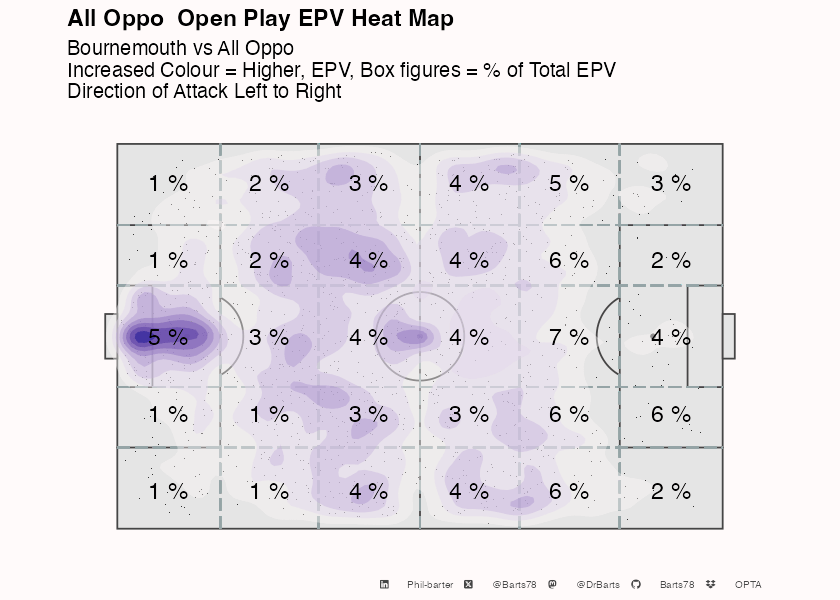 All Oppo  Open Play EPV Heat Map
Bournemouth vs All Oppo
Increased Colour = Higher, EPV, Box figures = % of Total EPV
Direction of Attack Left to Right
1 % 2 % 3 % 4 % 5 % 3 %
1 % 2 % 4 % 4 % 6 % 2 %
5 % 3 % 4 % 4 % 7 % 4 %
1 % 1 % 3 % 3 % 6 % 6 %
1 % 1 % 4 % 4 % 6 % 2 %
Phil-barter @Barts78 @DrBarts Barts78 OPTA